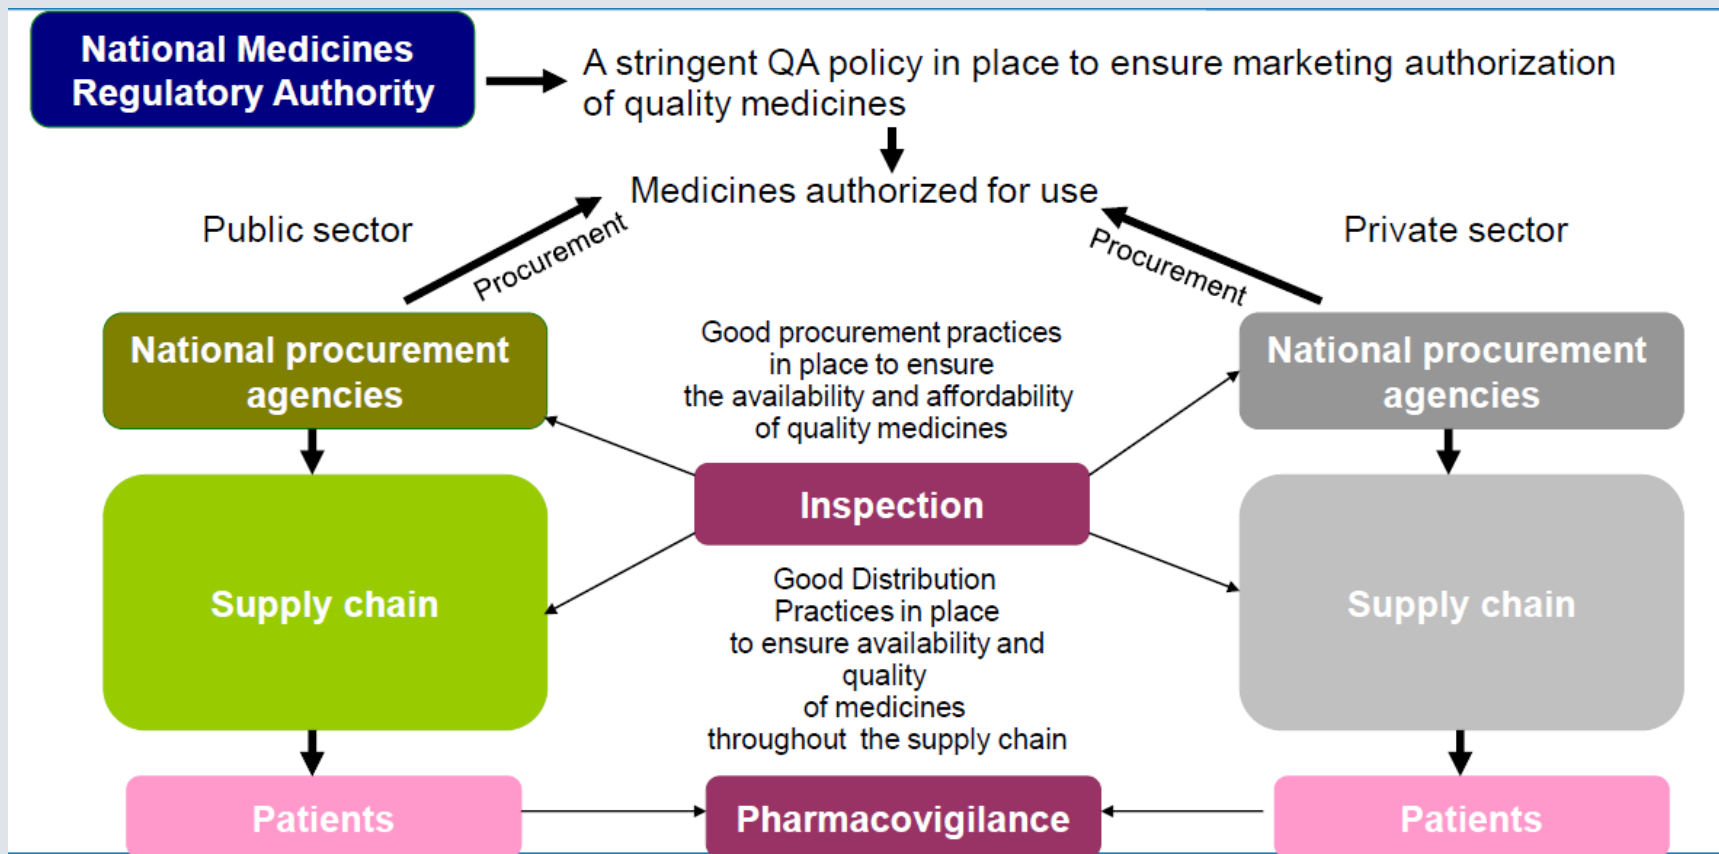 National Medicines
Regulatory Authority
A stringent QA policy in place to ensure marketing authorization
of quality medicines
Medicines authorized for use
Public sector
Procurement
Procurement
Private sector
National procurement
agencies
Good procurement practices
in place to ensure
the availability and affordability
of quality medicines
National procurement
agencies
Inspection
Supply chain
Good Distribution
Practices in place
to ensure availability and
quality
of medicines
throughout the supply chain
Supply chain
Patients
Pharmacovigilance
Patients